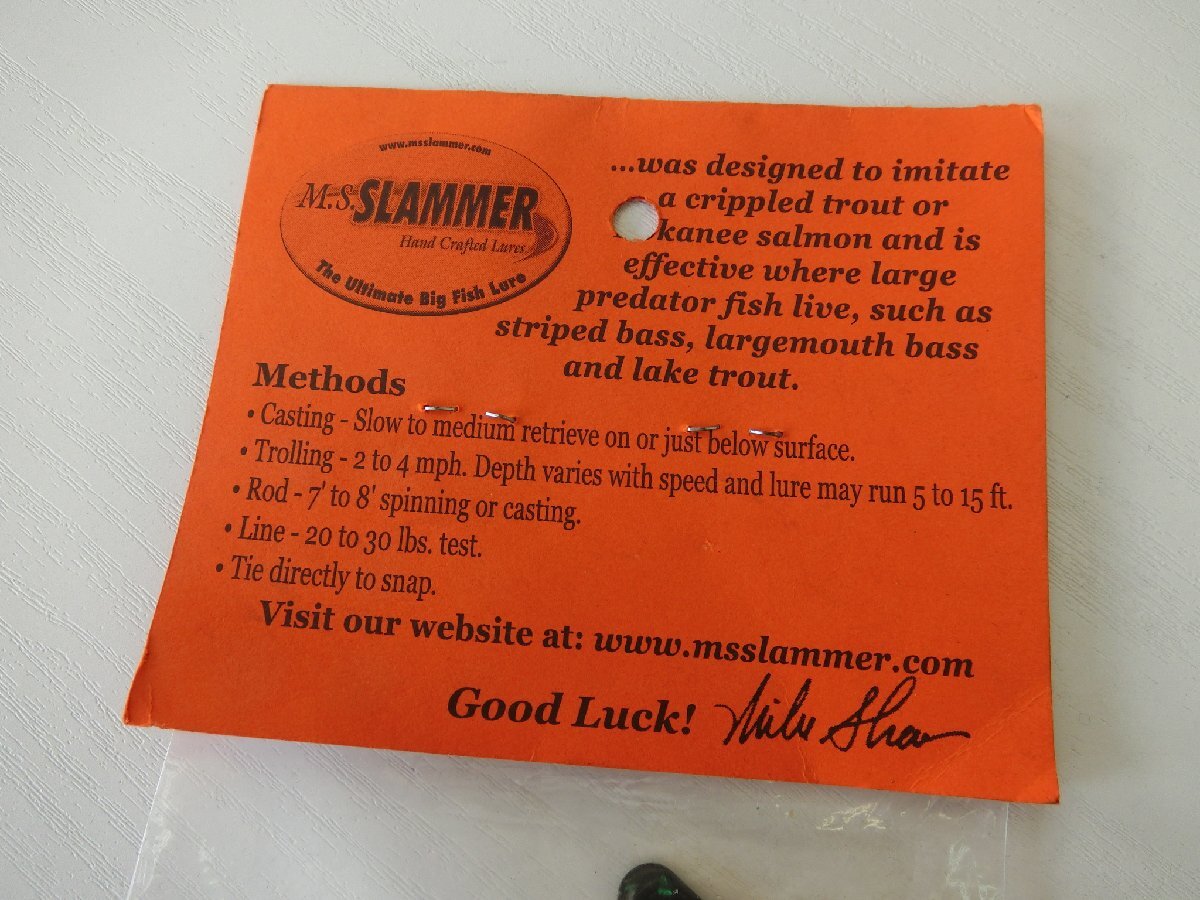 www.msslammer.com
M.S. SLAMMER
Hand Crafted Lures
The Ultimate Big Fish Lure
...was designed to imitate
a crippled trout or
kanee salmon and is
effective where large
predator fish live, such as
striped bass, largemouth bass
and lake trout.
Methods
• Casting - Slow to medium retrieve on or just below surface.
• Trolling - 2 to 4 mph. Depth varies with speed and lure may run 5 to 15 ft.
• Rod - 7' to 8' spinning or casting.
• Line - 20 to 30 lbs. test.
• Tie directly to snap.
Visit our website at: www.msslammer.com
Good Luck! Mike Shaw